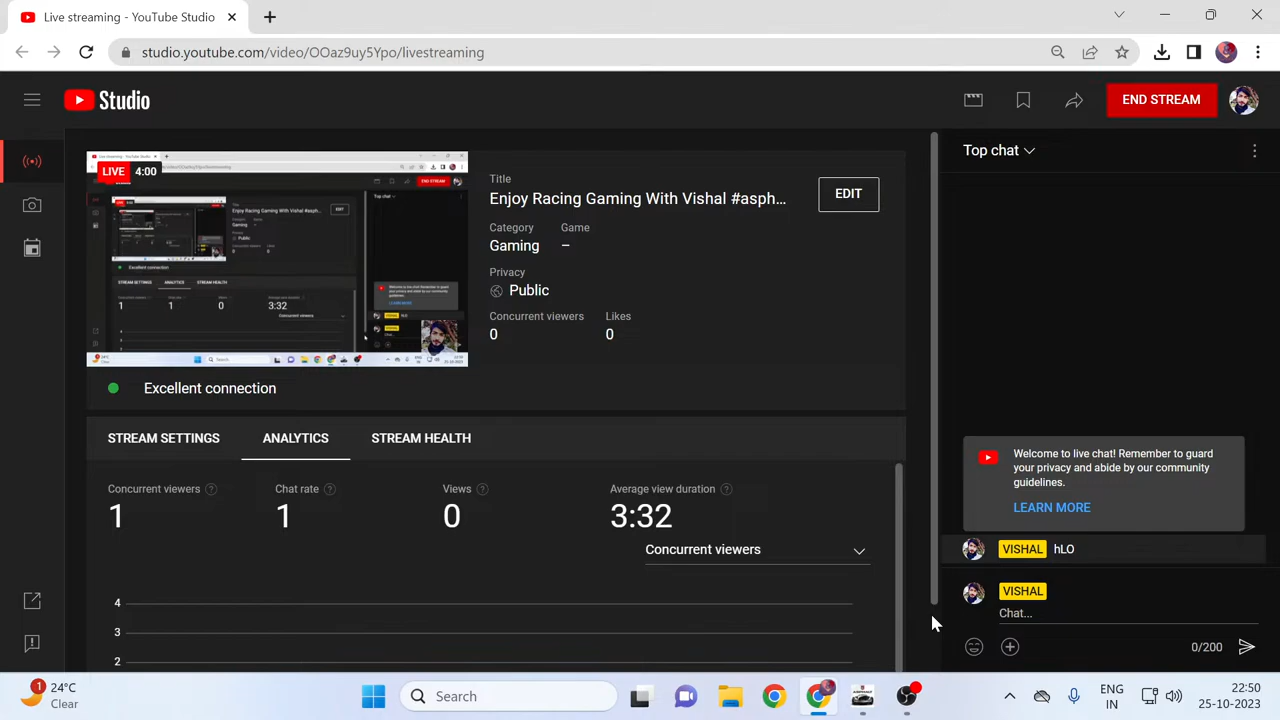 Live streaming - YouTube Studio
studio.youtube.com/video/OOaz9uy5Ypo/livestreaming
Studio
END STREAM
LIVE 4:00
Title
Enjoy Racing Gaming With Vishal #asph...
EDIT
Category Game
Gaming –
Privacy
Public
Concurrent viewers Likes
0 0
Excellent connection
STREAM SETTINGS ANALYTICS STREAM HEALTH
Concurrent viewers Chat rate Views Average view duration
1 1 0 3:32
Concurrent viewers
4
3
2
Top chat
Welcome to live chat! Remember to guard
your privacy and abide by our community
guidelines.
LEARN MORE
VISHAL hLO
VISHAL
Chat...
0/200
1
24°C
Clear
Search
ENG
IN
22:50
25-10-2023